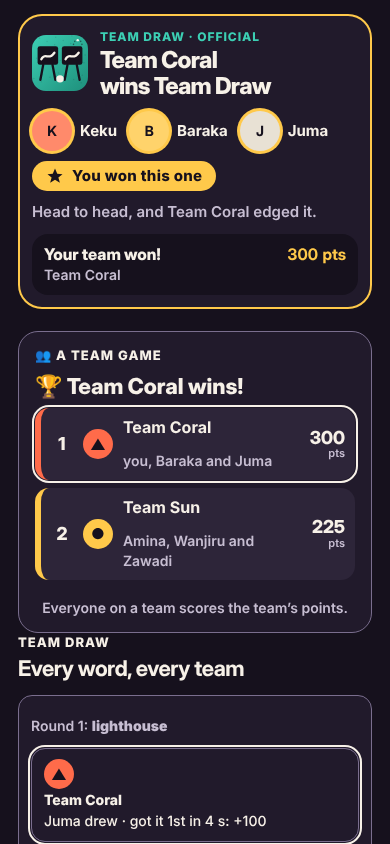 TEAM DRAW · OFFICIAL
Team Coral
wins Team Draw
K Keku B Baraka J Juma
★ You won this one
Head to head, and Team Coral edged it.
Your team won! 300 pts
Team Coral
👥 A TEAM GAME
🏆 Team Coral wins!
1 Team Coral 300
you, Baraka and Juma pts
2 Team Sun 225
Amina, Wanjiru and pts
Zawadi
Everyone on a team scores the team’s points.
TEAM DRAW
Every word, every team
Round 1: lighthouse
Team Coral
Juma drew · got it 1st in 4 s: +100